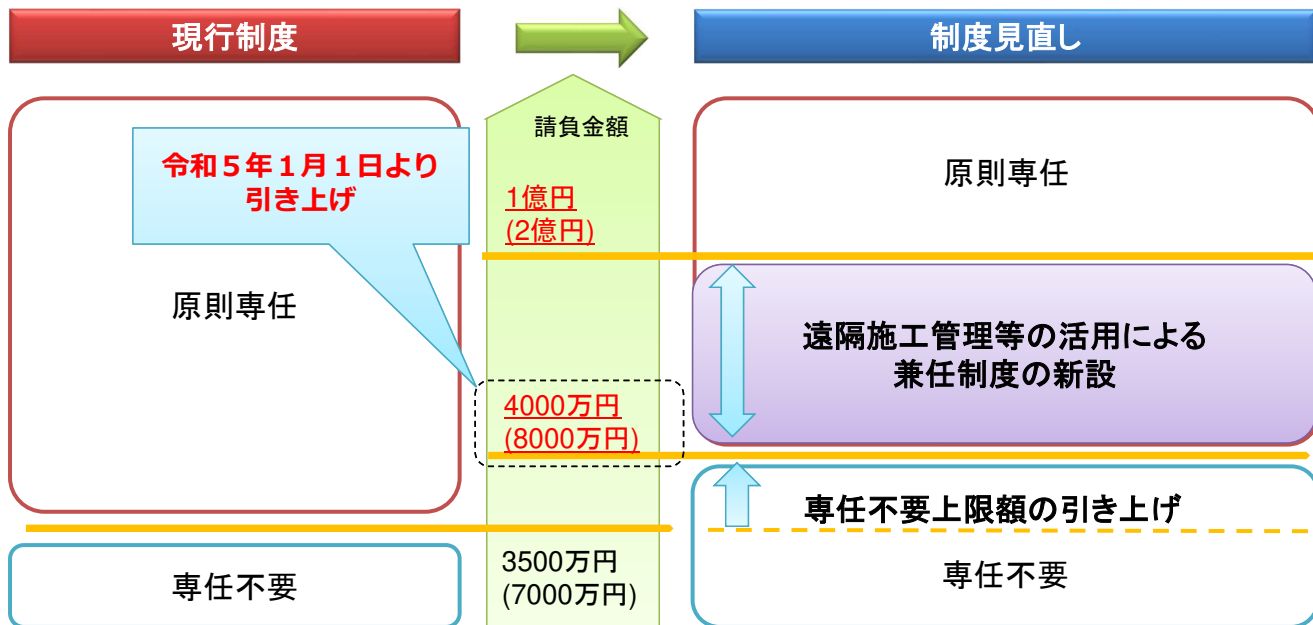 現行制度
制度見直し
請負金額
令和５年１月１日より
引き上げ
1億円
(2億円)
原則専任
原則専任
遠隔施工管理等の活用による
兼任制度の新設
4000万円
(8000万円)
専任不要上限額の引き上げ
専任不要
3500万円
(7000万円)
専任不要